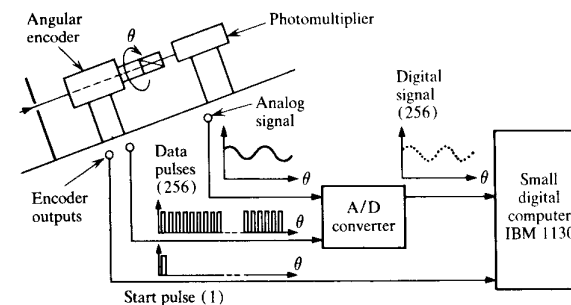 Angular
encoder
θ
Photomultiplier
Analog
signal
Digital
signal
(256)
Encoder
outputs
Data
pulses
(256)
θ
θ
θ
θ
A/D
converter
Small
digital
computer
IBM 1130
Start pulse (1)